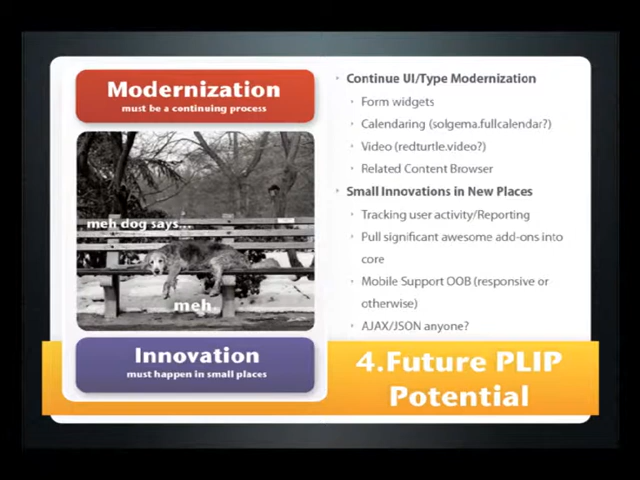 Modernization
must be a continuing process
meh dog says...
meh.
Innovation
must happen in small places
Continue UI/Type Modernization
Form widgets
Calendaring (solgema.fullcalendar?)
Video (redturtle.video?)
Related Content Browser
Small Innovations in New Places
Tracking user activity/Reporting
Pull significant awesome add-ons into
core
Mobile Support OOB (responsive or
otherwise)
AJAX/JSON anyone?
4.Future PLIP
Potential